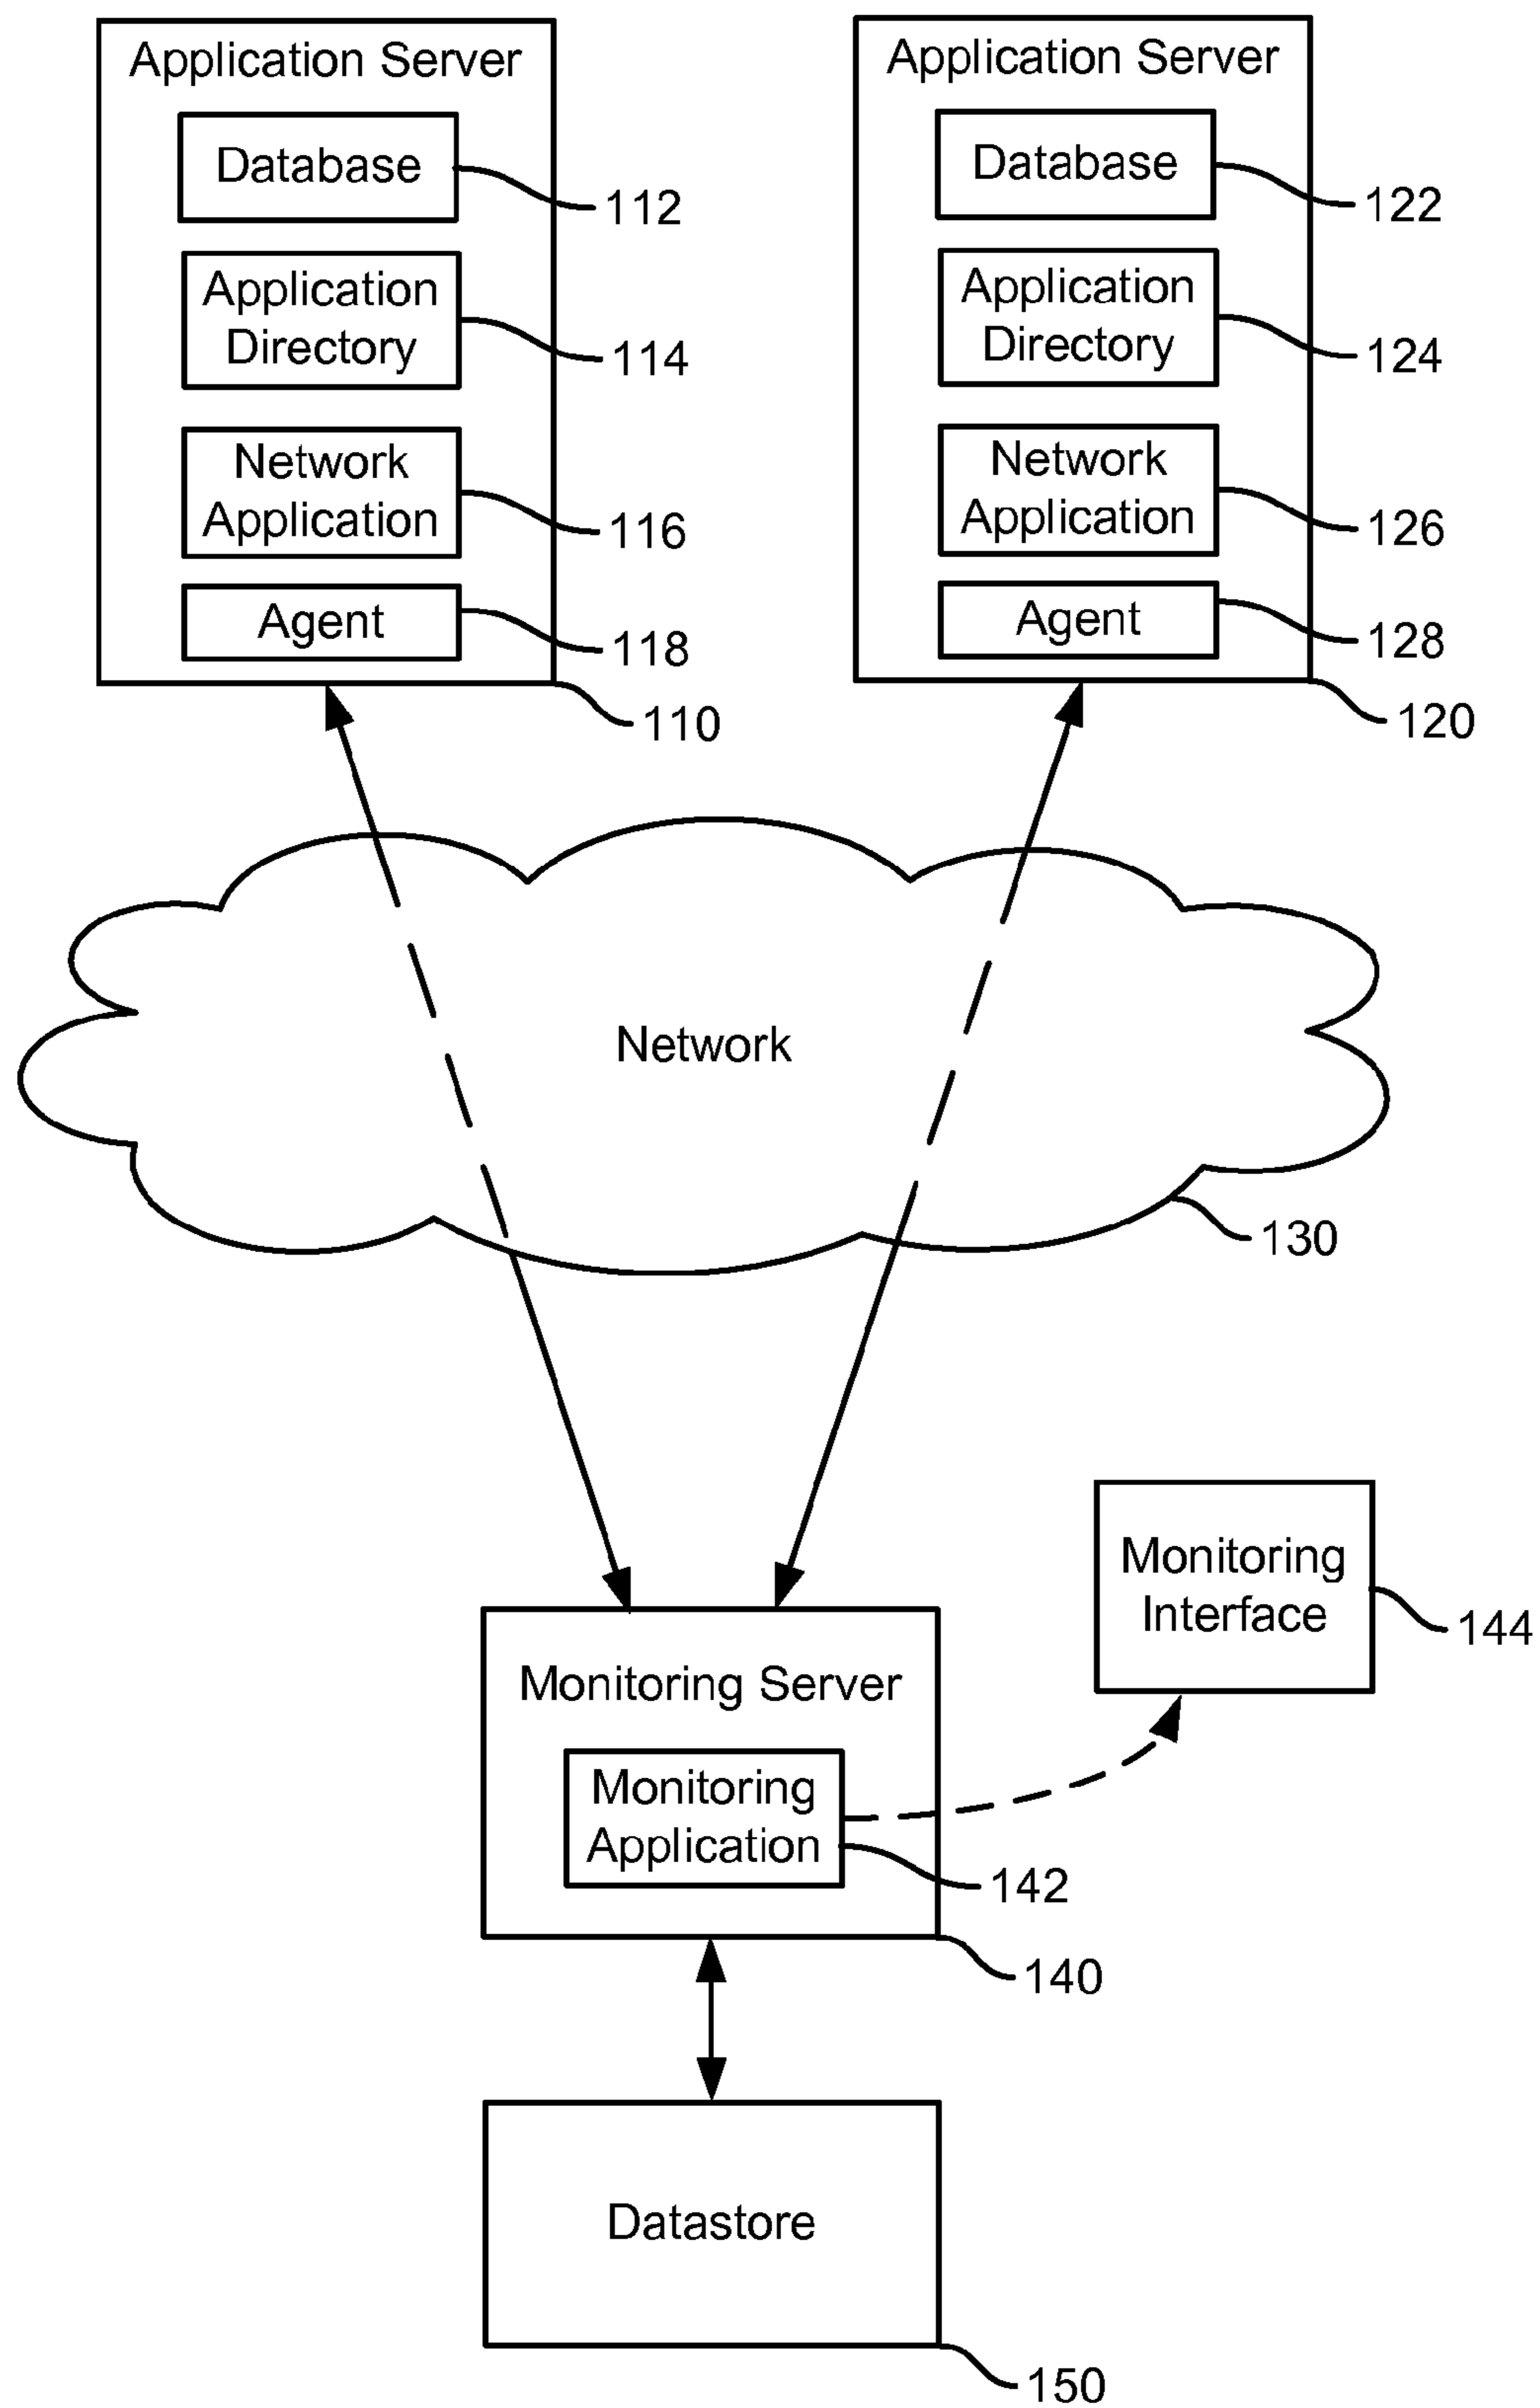 Application Server
Database
112
Application
Directory
114
Network
Application
116
Agent
118
110
Application Server
Database
122
Application
Directory
124
Network
Application
126
Agent
128
120
Network
130
Monitoring
Interface
144
Monitoring Server
Monitoring
Application
142
140
Datastore
150